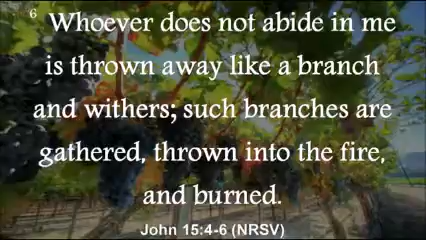 6 Whoever does not abide in me
is thrown away like a branch
and withers; such branches are
gathered, thrown into the fire,
and burned.
John 15:4-6 (NRSV)